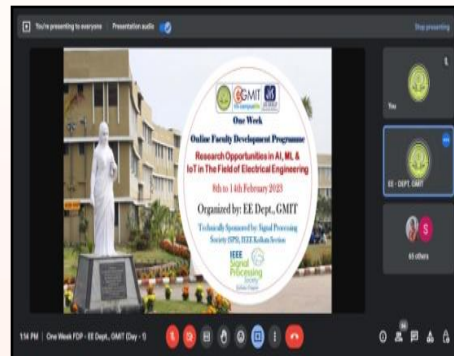 You're presenting to everyone
Presentation audio
Stop presenting
GMIT
JIS
One Week
Online Faculty Development Programme
Research Opportunities in AI, ML &
IoT in The Field of Electrical Engineering
8th to 14th February 2023
Organized by: EE Dept., GMIT
Technically Sponsored by: Signal Processing
Society (SPS), IEEE Kolkata Section
IEEE
Signal
Processing
Society
You
EE - DEPT. GMIT
S
65 others
1:14 PM | One Week FDP - EE Dept., GMIT (Day - 1)